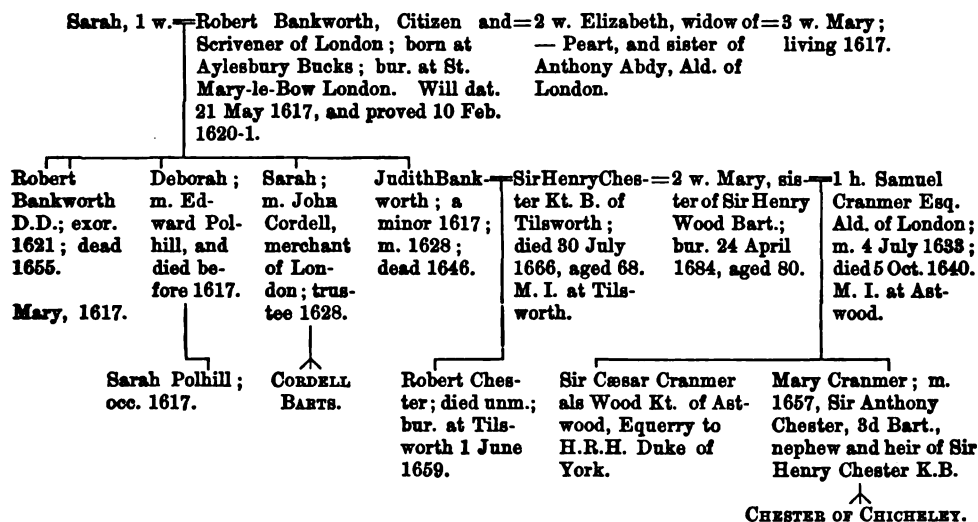 Sarah, 1 w.=Robert Bankworth, Citizen and=2 w. Elizabeth, widow of=3 w. Mary;
Scrivener of London; born at
Aylesbury Bucks; bur. at St.
Mary-le-Bow London. Will dat.
21 May 1617, and proved 10 Feb.
1620-1.
— Peart, and sister of
Anthony Abdy, Ald. of
London.
living 1617.
Robert
Bankworth
D.D.; exor.
1621; dead
1655.
Mary, 1617.
Deborah;
m. Ed-
ward Pol-
hill, and
died be-
fore 1617.
Sarah;
m. John
Cordell,
merchant
of Lon-
don; trus-
tee 1628.
JudithBank-
worth; a
minor 1617;
m. 1628;
dead 1646.
=SirHenryChes-
ter Kt. B. of
Tilsworth;
died 30 July
1666, aged 68.
M. I. at Tils-
worth.
=2 w. Mary, sis-
ter of Sir Henry
Wood Bart.;
bur. 24 April
1684, aged 80.
=1 h. Samuel
Cranmer Esq.
Ald. of London;
m. 4 July 1633;
died 5 Oct. 1640.
M. I. at Ast-
wood.
Sarah Polhill;
occ. 1617.
CORDELL
BARTS.
Robert Ches-
ter; died unm.;
bur. at Tils-
worth 1 June
1659.
Sir Cæsar Cranmer
als Wood Kt. of Ast-
wood, Equerry to
H.R.H. Duke of
York.
Mary Cranmer; m.
1657, Sir Anthony
Chester, 3d Bart.,
nephew and heir of Sir
Henry Chester K.B.
CHESTER OF CHICHELEY.